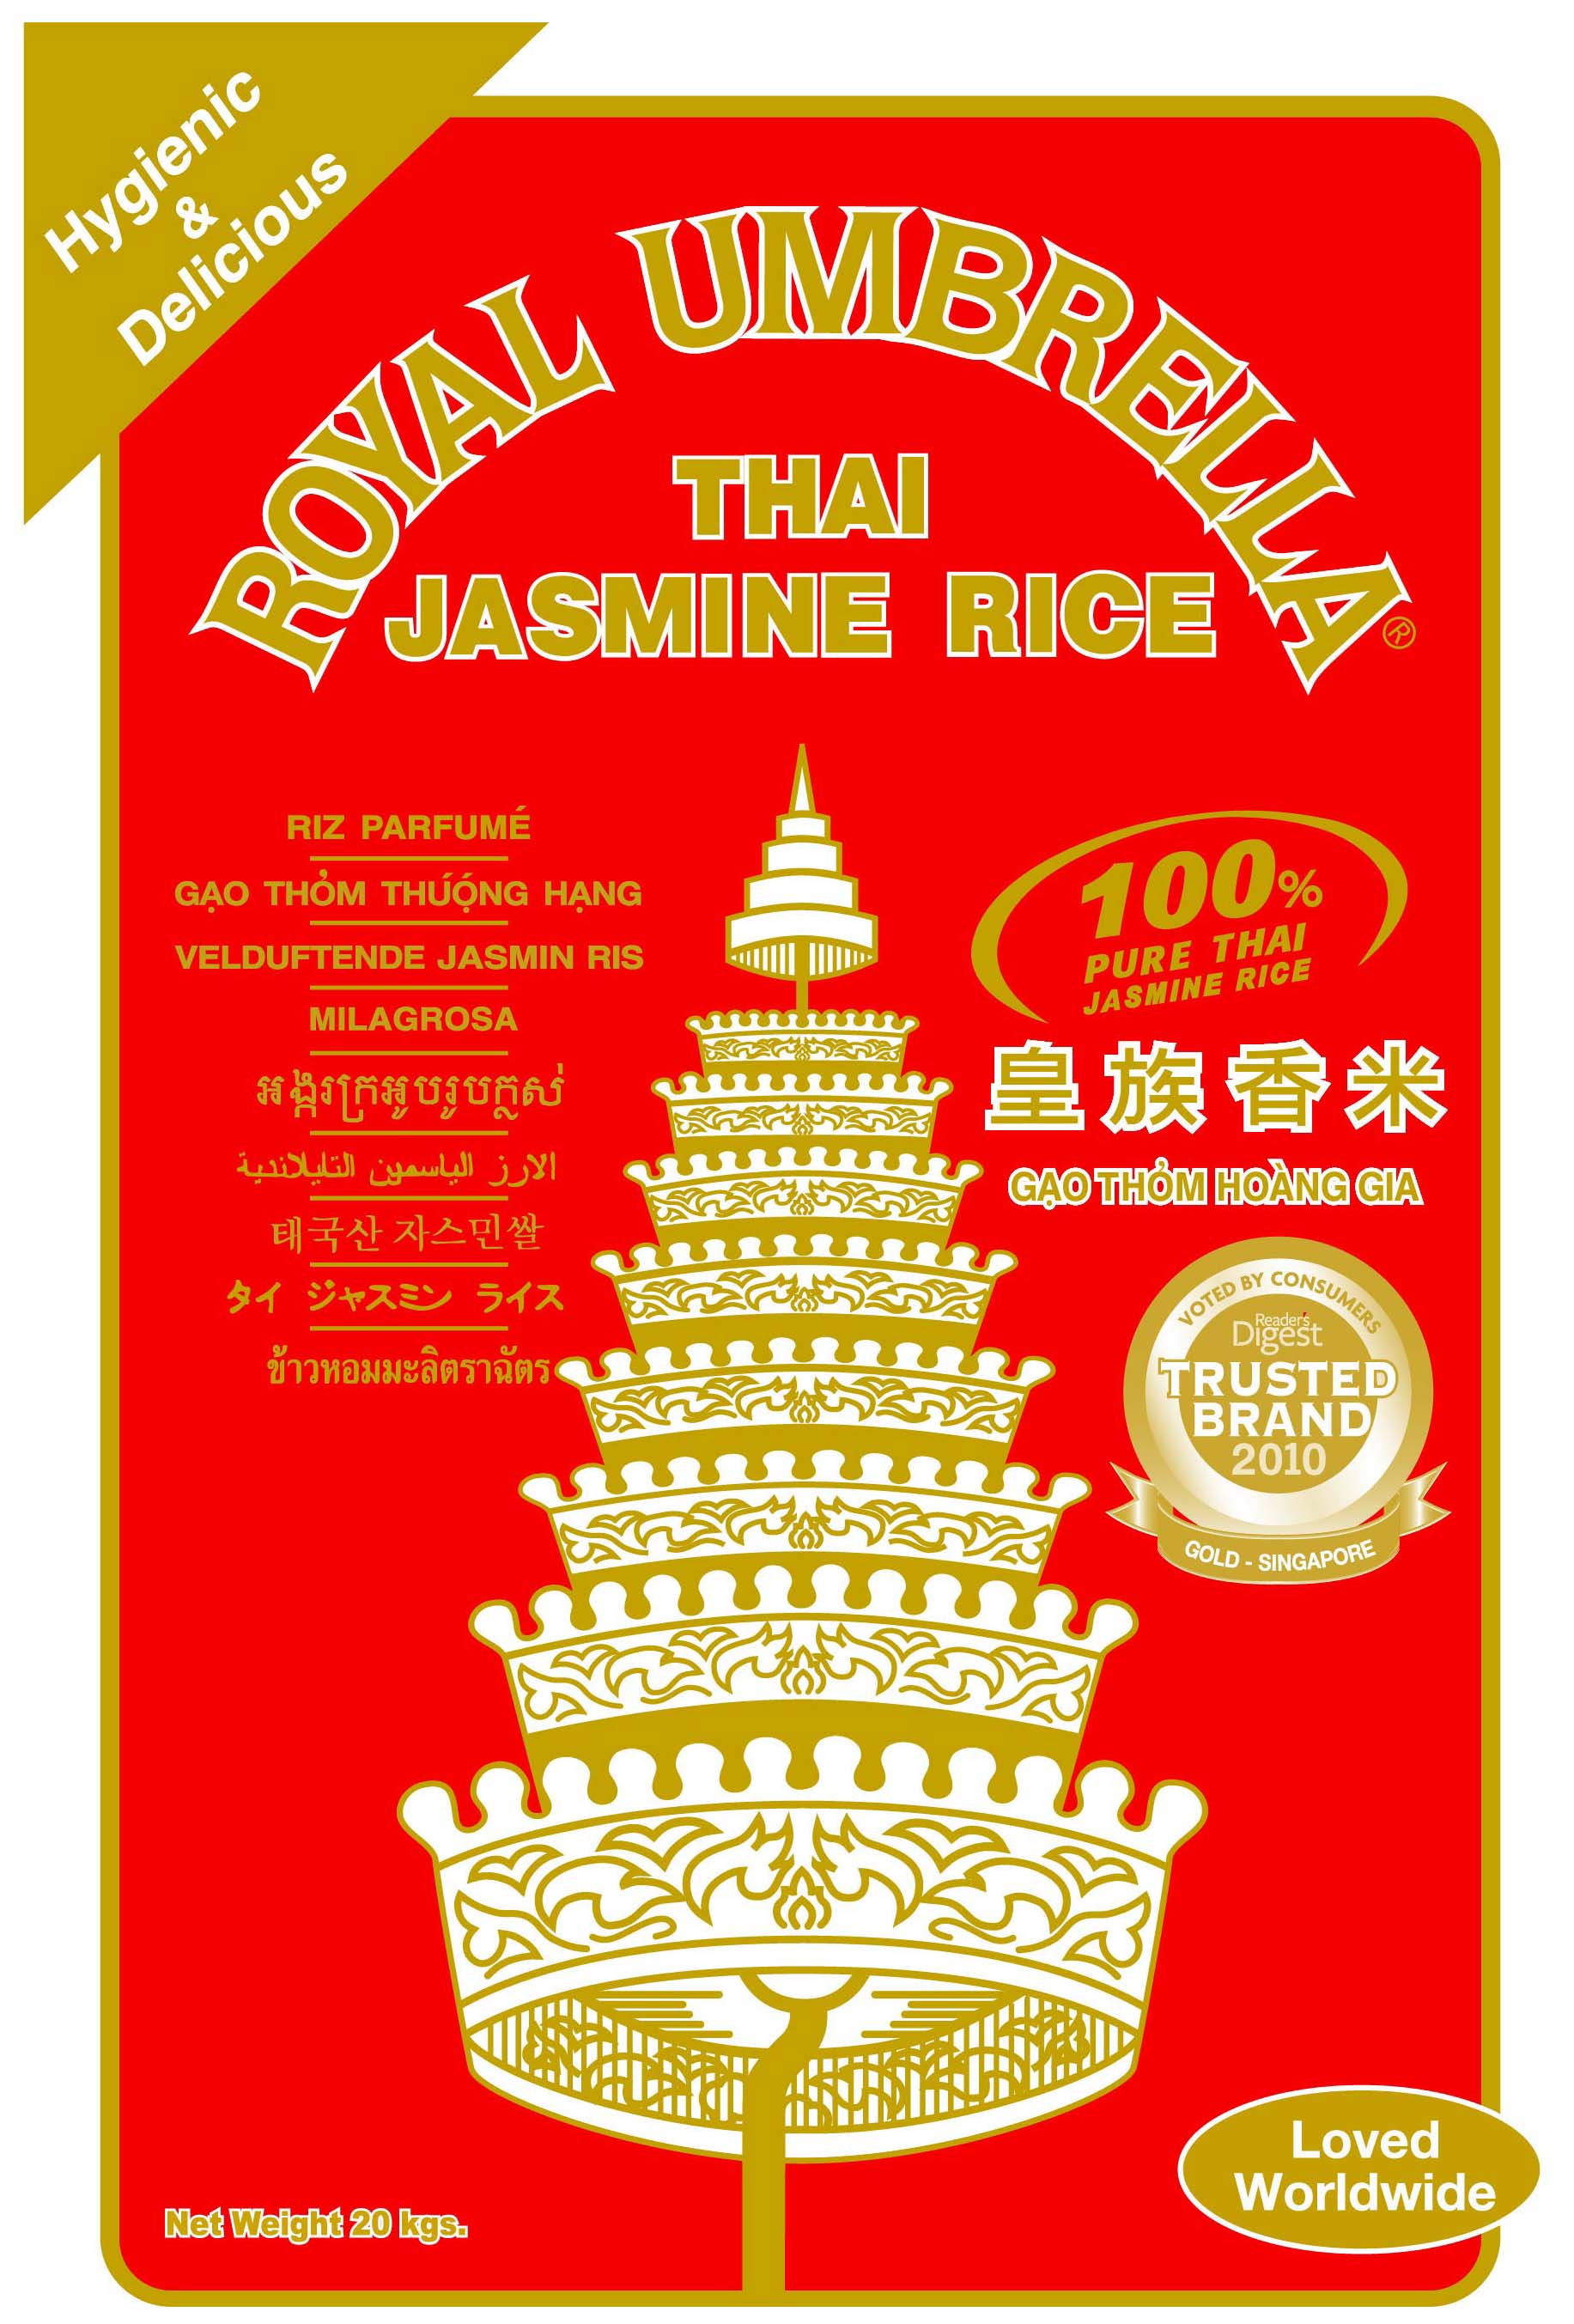 Hygienic
&
Delicious
ROYAL UMBRELLA®
THAI
JASMINE RICE
RIZ PARFUMÉ
GẠO THỎM THÚỘNG HẠNG
VELDUFTENDE JASMIN RIS
MILAGROSA
អង្ករក្រអូបរូបក្លស់
الارز الياسمين التايلاندية
태국산 자스민쌀
タイ ジャスミン ライス
ข้าวหอมมะลิตราฉัตร
100%
PURE THAI
JASMINE RICE
皇族香米
GẠO THỎM HOÀNG GIA
VOTED BY CONSUMERS
Reader's
Digest
TRUSTED
BRAND
2010
GOLD - SINGAPORE
Net Weight 20 kgs.
Loved
Worldwide